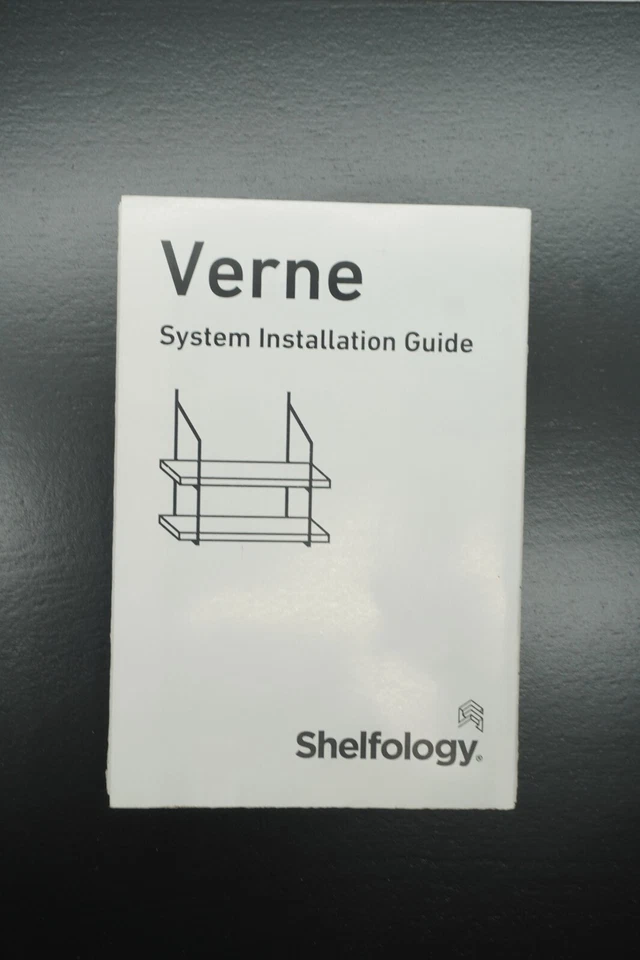 Verne
System Installation Guide
Shelfology®